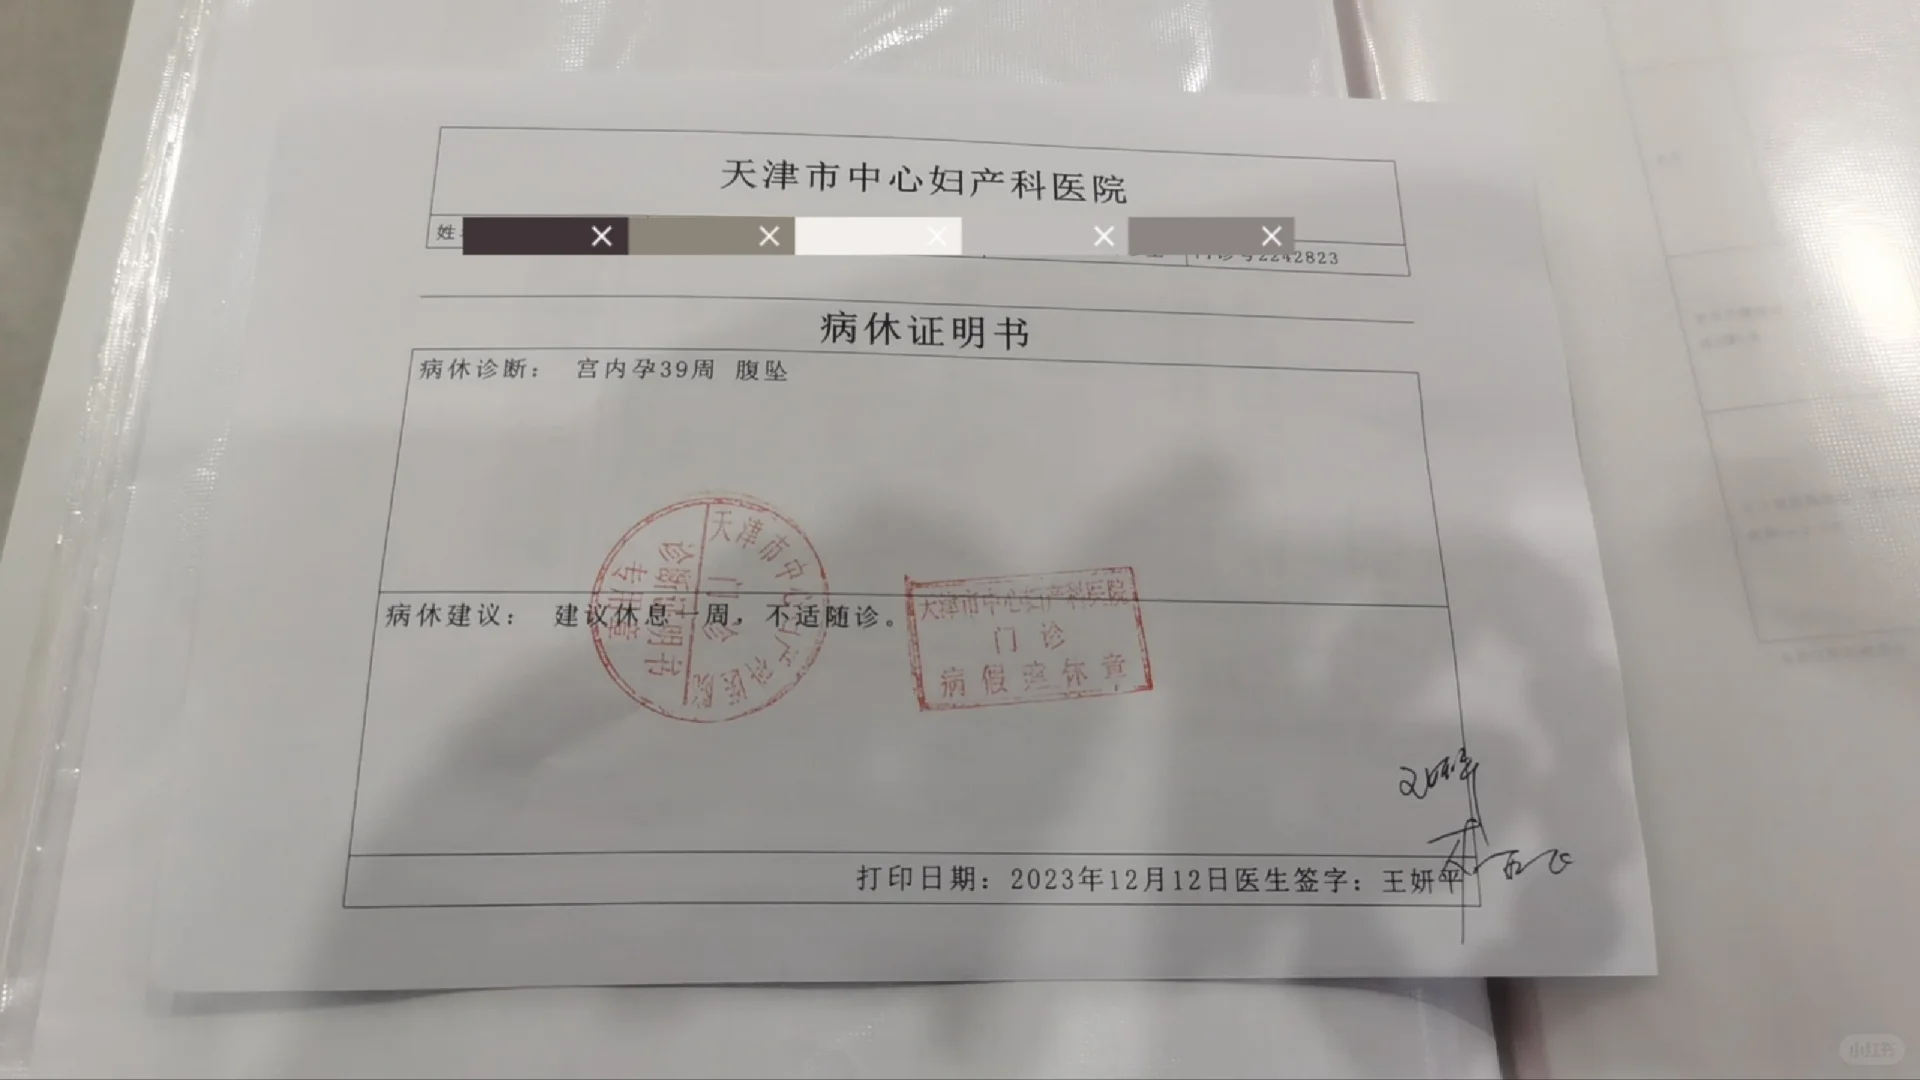 天津市中心妇产科医院
姓
门诊号2242823
病休证明书
病休诊断： 宫内孕39周 腹坠
病休建议： 建议休息一周，不适随诊。
天津市中心妇产科医院
门诊
诊断证明书
专用章
天津市中心妇产科医院
门诊
病假 休章
打印日期：2023年12月12日医生签字：王妍平
小红书